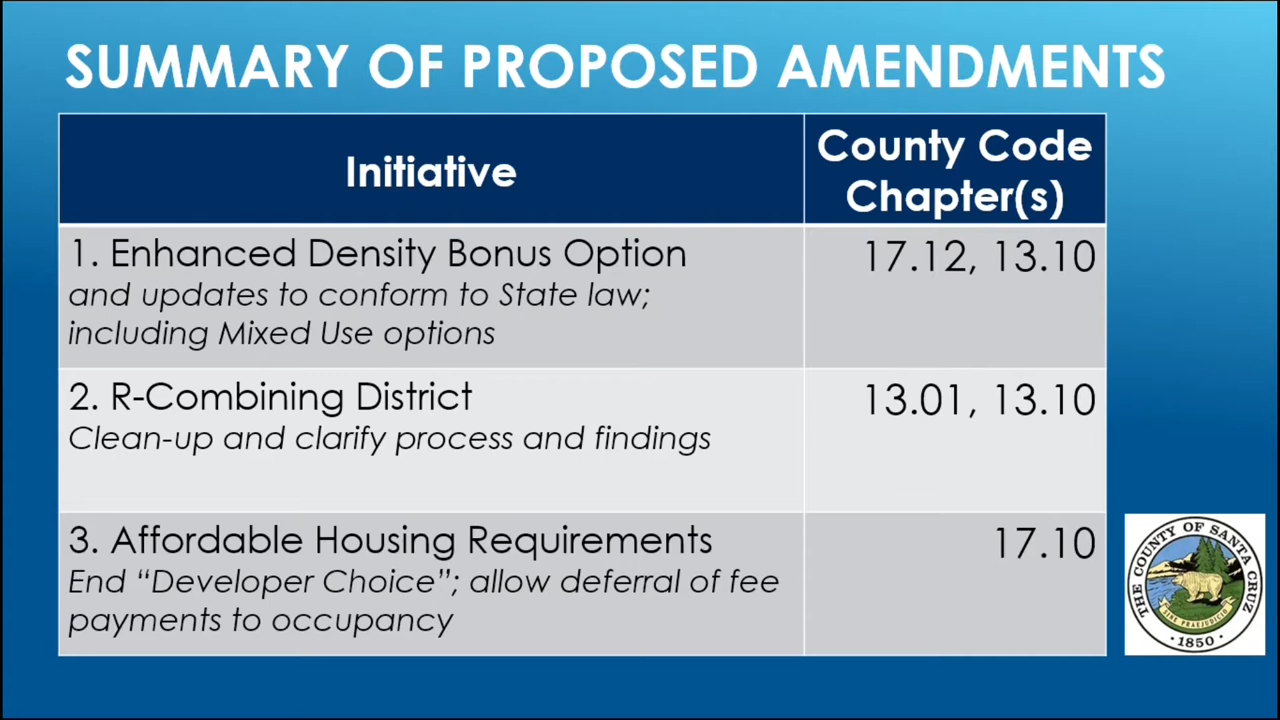 SUMMARY OF PROPOSED AMENDMENTS
Initiative
County Code
Chapter(s)
1. Enhanced Density Bonus Option
and updates to conform to State law;
including Mixed Use options
17.12, 13.10
2. R-Combining District
Clean-up and clarify process and findings
13.01, 13.10
3. Affordable Housing Requirements
End “Developer Choice”; allow deferral of fee
payments to occupancy
17.10
THE COUNTY OF SANTA CRUZ
SINE PRAEJUDICIO
· 1850 ·